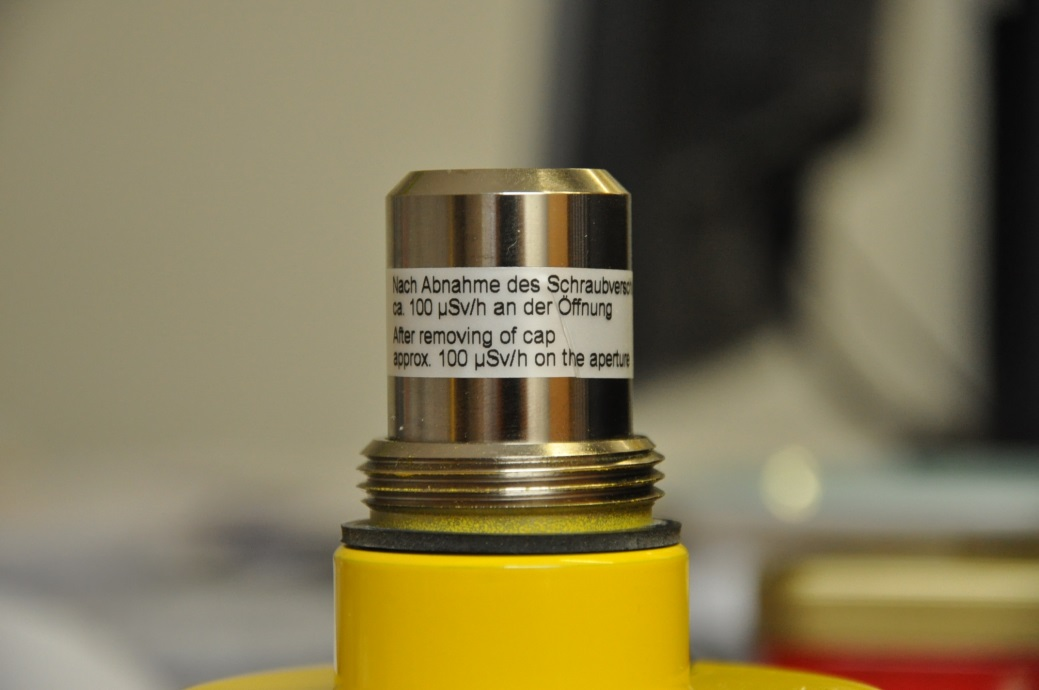 Nach Abnahme des Schraubversc
ca. 100 µSv/h an der Öffnung
After removing of cap
approx. 100 µSv/h on the aperture